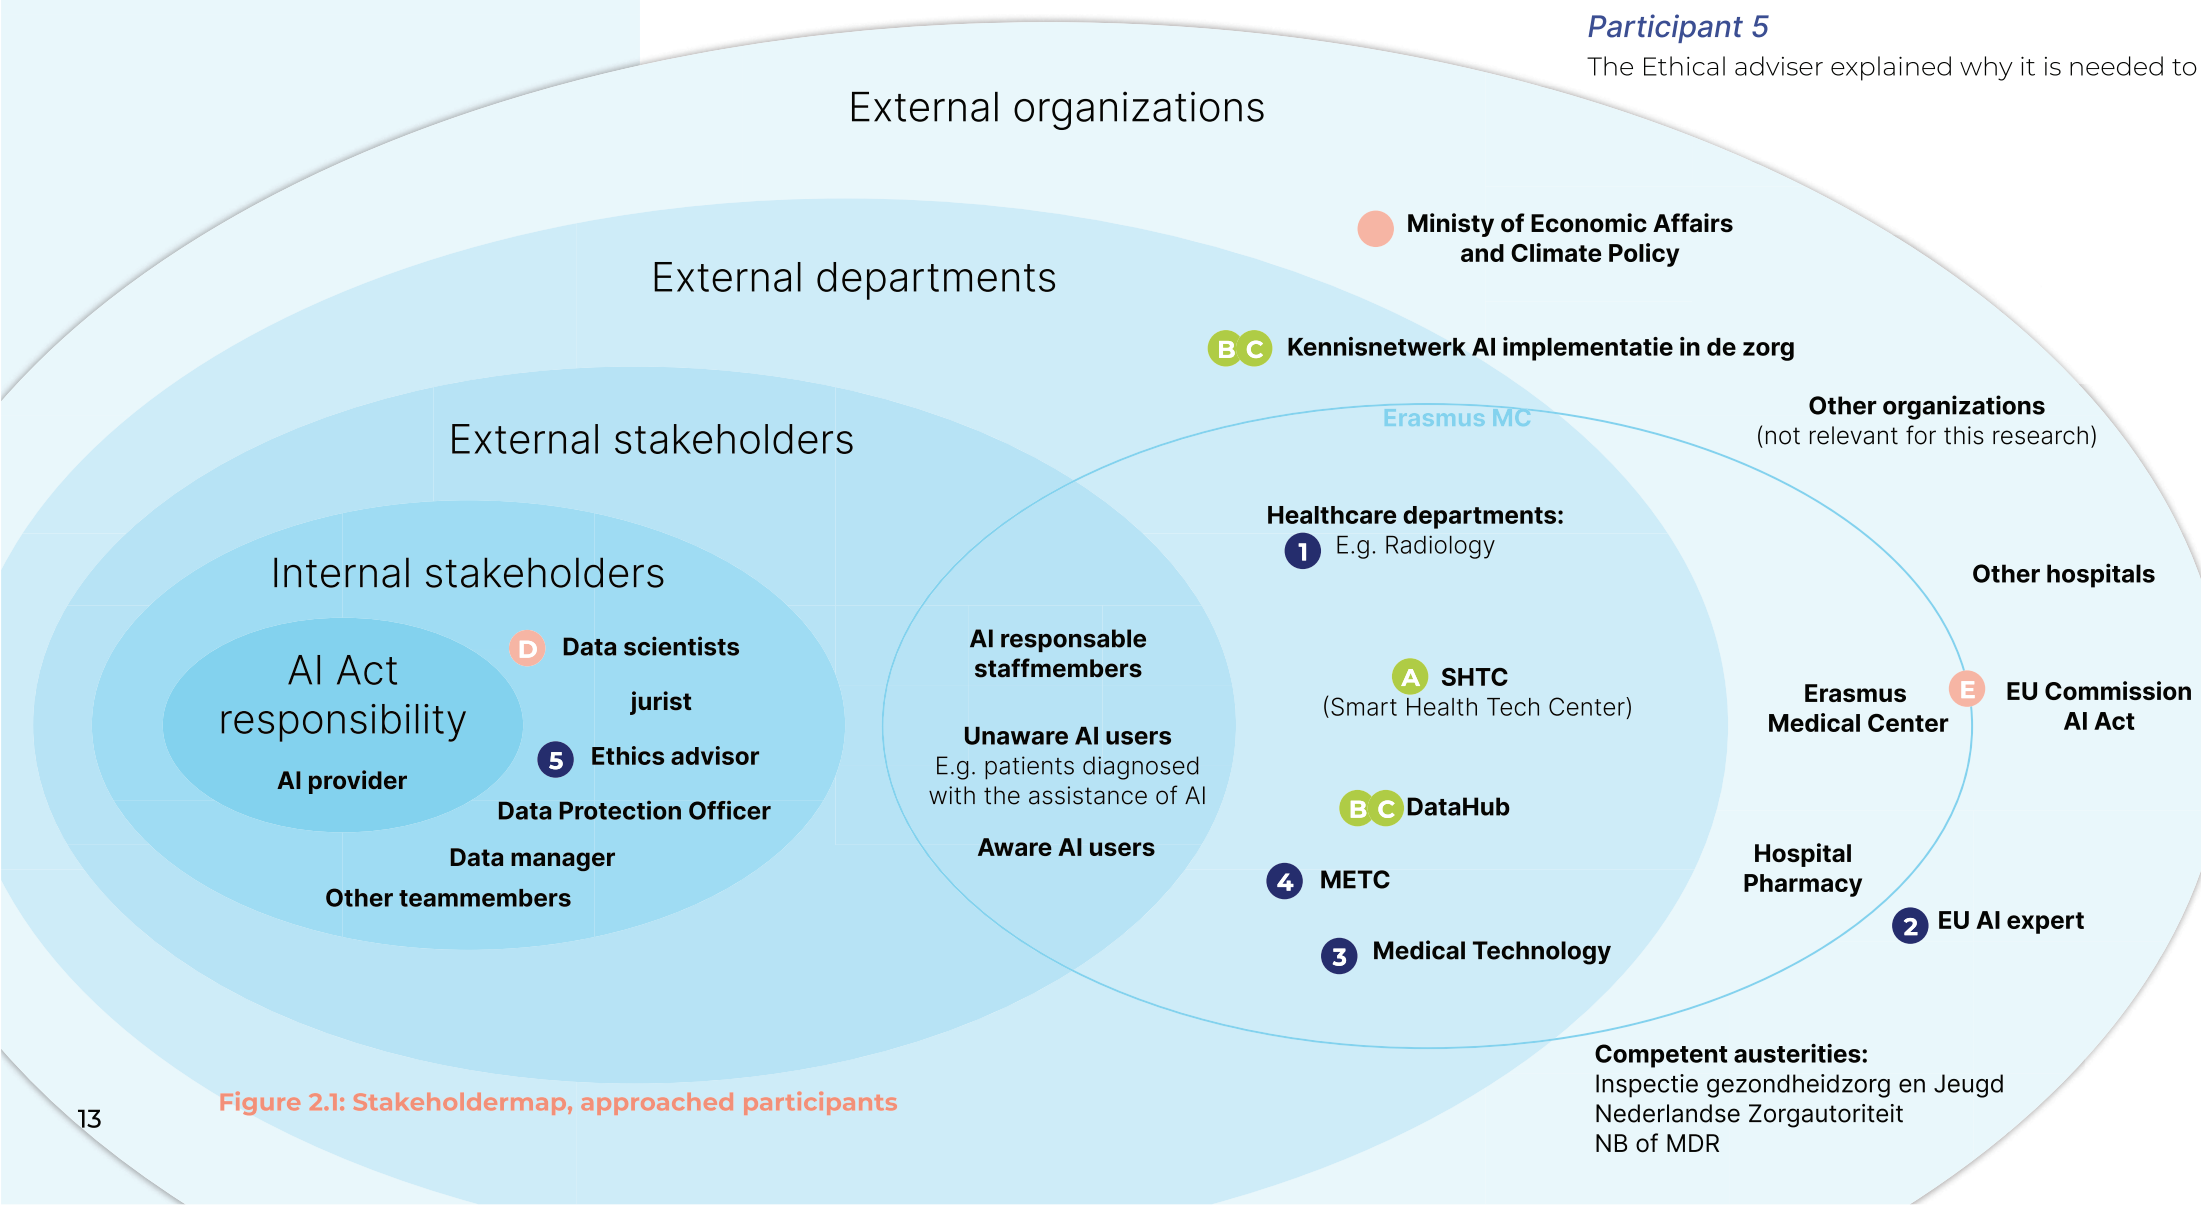 Participant 5
The Ethical adviser explained why it is needed to
External organizations
Ministy of Economic Affairs
and Climate Policy
External departments
B C Kennisnetwerk AI implementatie in de zorg
Erasmus MC
Other organizations
(not relevant for this research)
External stakeholders
Healthcare departments:
1 E.g. Radiology
Other hospitals
Internal stakeholders
AI Act
responsibility
AI provider
D Data scientists
jurist
5 Ethics advisor
Data Protection Officer
Data manager
Other teammembers
AI responsable
staffmembers
Unaware AI users
E.g. patients diagnosed
with the assistance of AI
Aware AI users
A SHTC
(Smart Health Tech Center)
B C DataHub
4 METC
3 Medical Technology
Erasmus
Medical Center
E EU Commission
AI Act
Hospital
Pharmacy
2 EU AI expert
Competent austerities:
Inspectie gezondheidzorg en Jeugd
Nederlandse Zorgautoriteit
NB of MDR
Figure 2.1: Stakeholdermap, approached participants
13